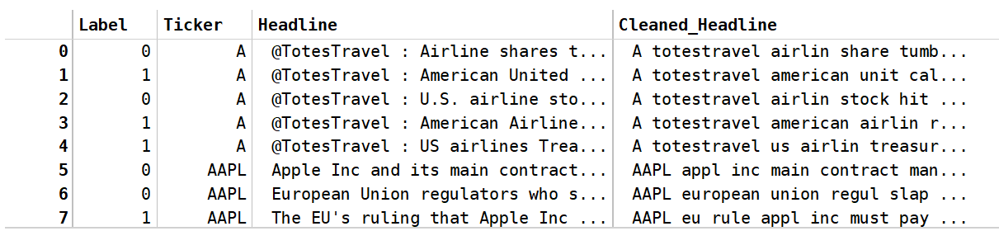 Label Ticker Headline Cleaned_Headline
0 0 A @TotesTravel : Airline shares t... A totestravel airlin share tumb...
1 1 A @TotesTravel : American United ... A totestravel american unit cal...
2 0 A @TotesTravel : U.S. airline sto... A totestravel airlin stock hit ...
3 1 A @TotesTravel : American Airline... A totestravel american airlin r...
4 1 A @TotesTravel : US airlines Trea... A totestravel us airlin treasur...
5 0 AAPL Apple Inc and its main contract... AAPL appl inc main contract man...
6 0 AAPL European Union regulators who s... AAPL european union regul slap ...
7 1 AAPL The EU's ruling that Apple Inc ... AAPL eu rule appl inc must pay ...